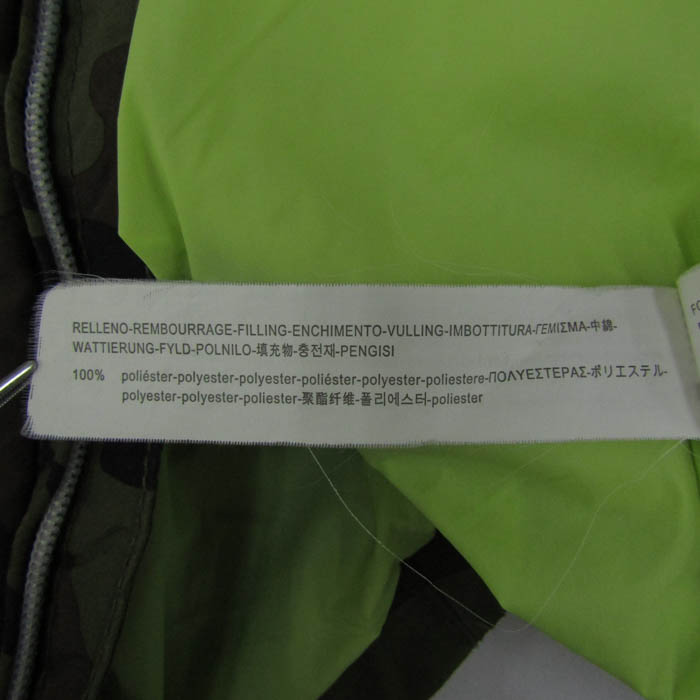 RELLENO-REMBOURRAGE-FILLING-ENCHIMENTO-VULLING-IMBOTTITURA-ΓΕΜΙΣΜΑ-中綿-
WATTIERUNG-FYLD-POLNILO-填充物-충전재-PENGISI
100% poliéster-polyester-polyester-poliéster-polyester-poliestere-ΠΟΛΥΕΣΤΕΡΑΣ-ポリエステル-
polyester-polyester-poliester-聚酯纤维-폴리에스터-poliester